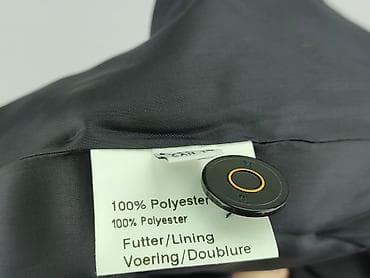 100% Polyester
100% Polyester
Futter/Lining
Voering/Doublure